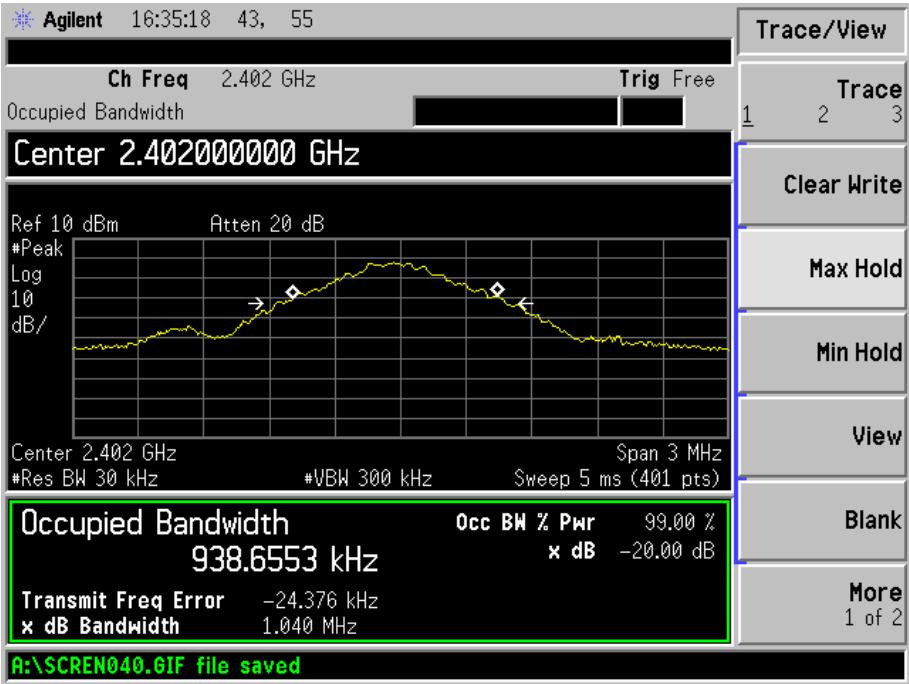 Agilent 16:35:18 43, 55
Trace/View
Ch Freq 2.402 GHz Trig Free
Occupied Bandwidth
Trace
1 2 3
Center 2.402000000 GHz
Clear Write
Ref 10 dBm Atten 20 dB
#Peak
Log
10
dB/
Max Hold
Min Hold
View
Center 2.402 GHz Span 3 MHz
#Res BW 30 kHz #VBW 300 kHz Sweep 5 ms (401 pts)
Occupied Bandwidth Occ BW % Pwr 99.00 %
938.6553 kHz x dB -20.00 dB
Blank
Transmit Freq Error -24.376 kHz
x dB Bandwidth 1.040 MHz
More
1 of 2
A:\SCREN040.GIF file saved